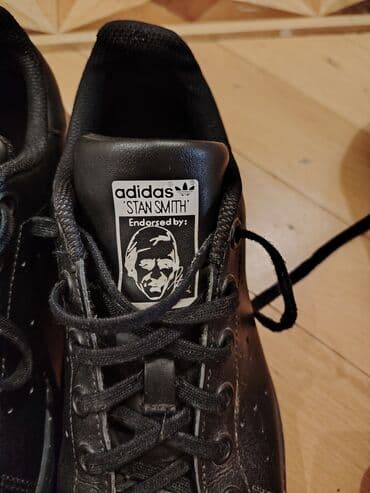 adidas
'STAN SMITH'
Endorsed by: